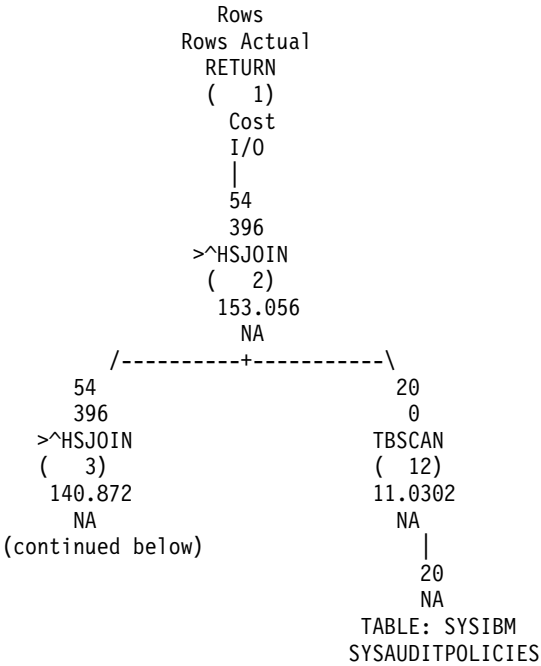 Rows
Rows Actual
RETURN
(   1)
Cost
I/O
|
54
396
>^HSJOIN
(   2)
153.056
NA
/----------+-----------\
54 20
396 0
>^HSJOIN TBSCAN
(   3) (  12)
140.872 11.0302
NA NA
(continued below) |
20
NA
TABLE: SYSIBM
SYSAUDITPOLICIES